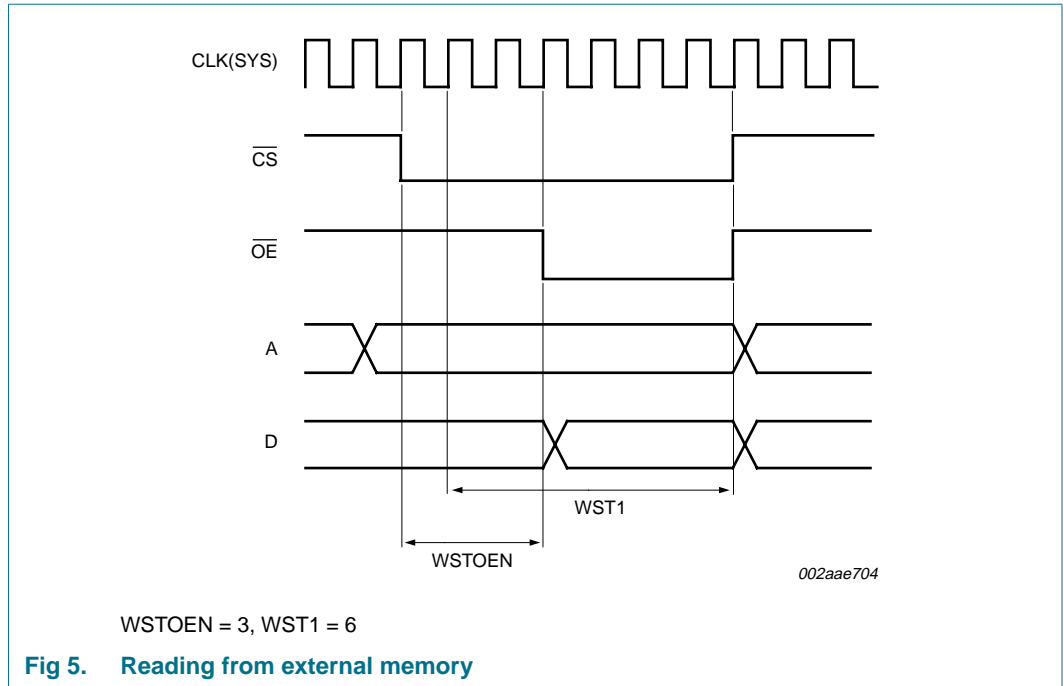 CLK(SYS)
CS
OE
A
D
WST1
WSTOEN
002aae704
WSTOEN = 3, WST1 = 6
Fig 5. Reading from external memory